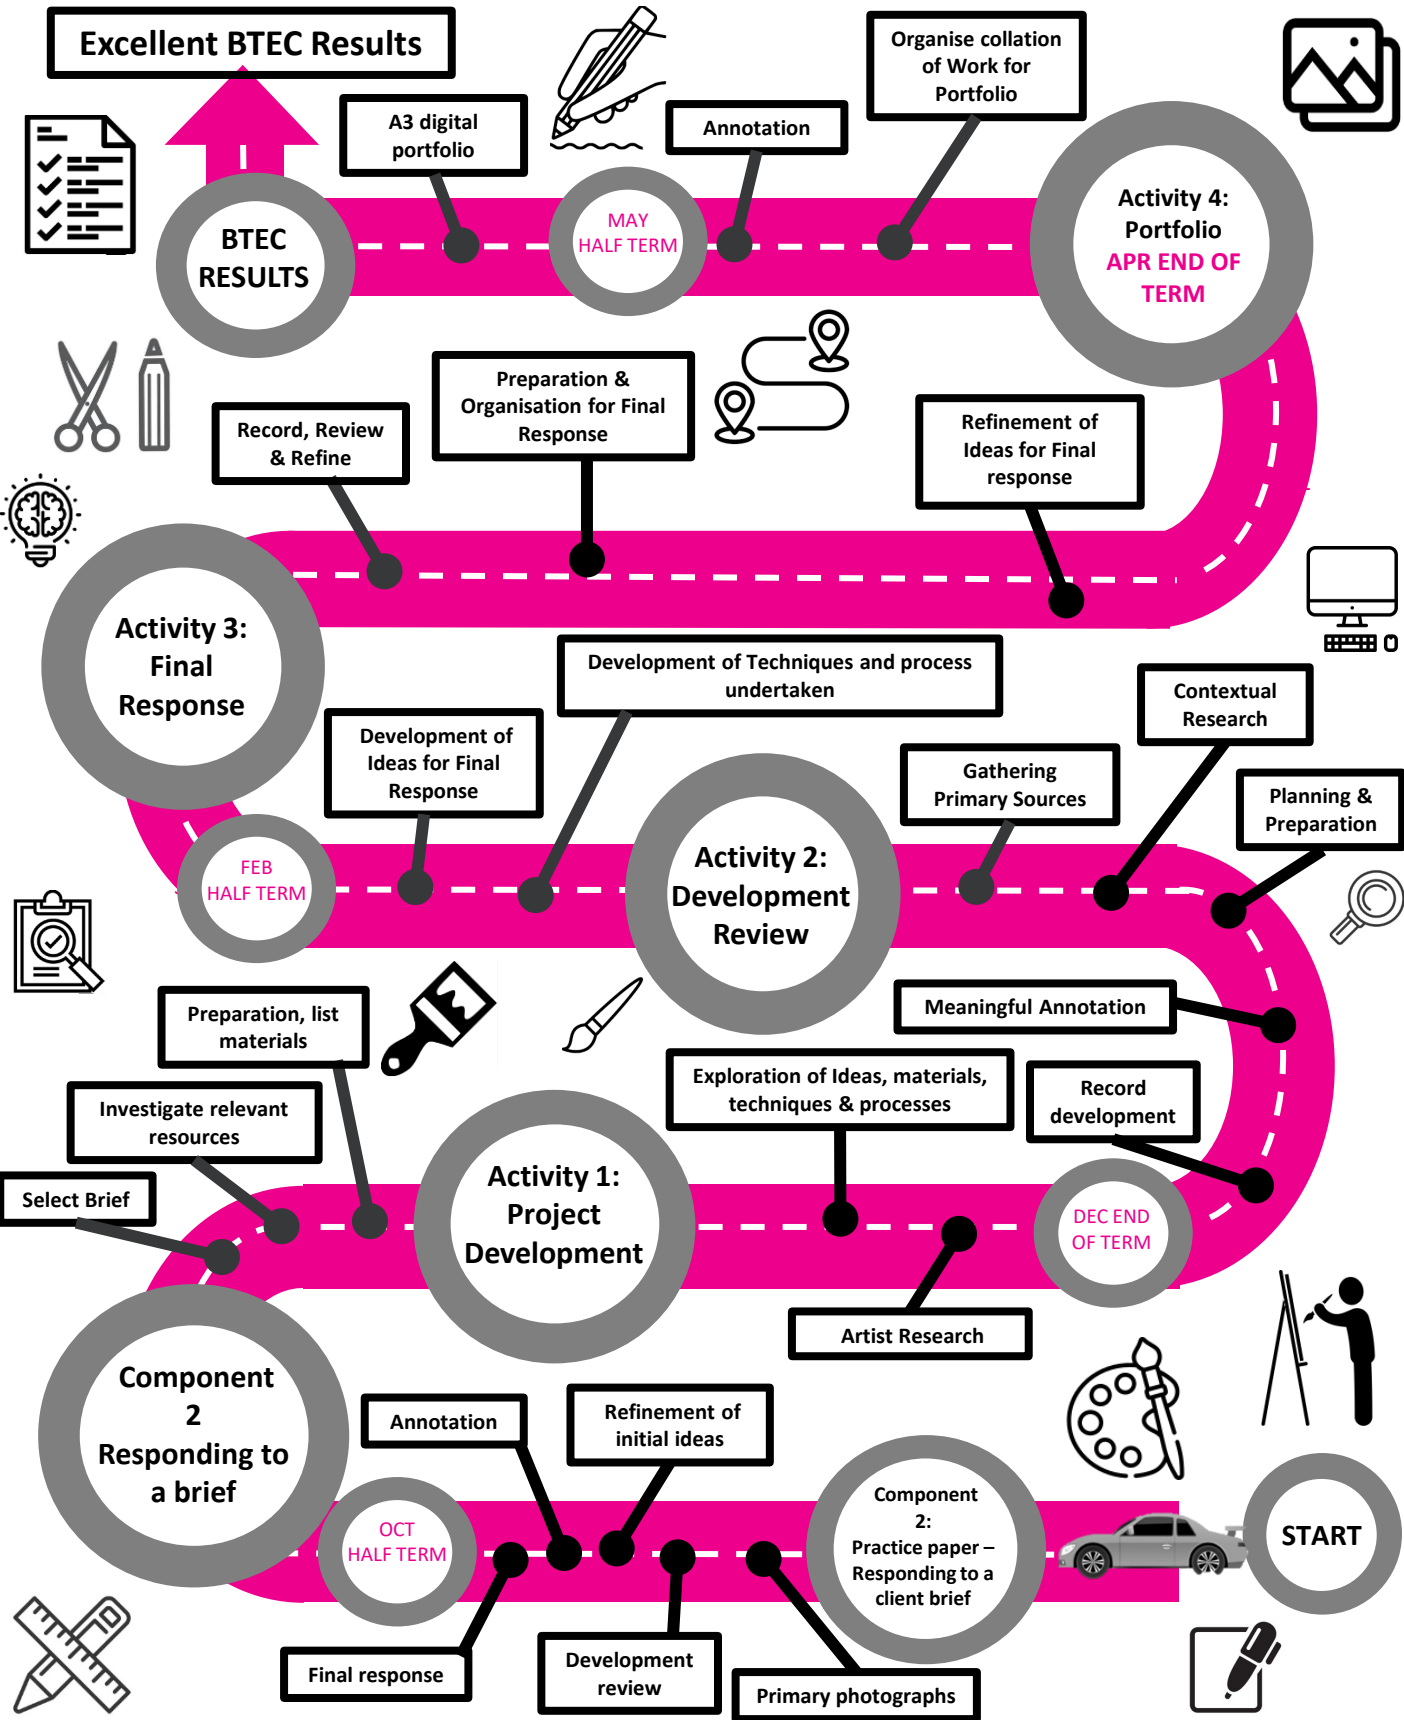 Excellent BTEC Results
A3 digital
portfolio
Annotation
Organise collation
of Work for
Portfolio
BTEC
RESULTS
MAY
HALF TERM
Activity 4:
Portfolio
APR END OF
TERM
Record, Review
& Refine
Preparation &
Organisation for Final
Response
Refinement of
Ideas for Final
response
Activity 3:
Final
Response
Development of Techniques and process
undertaken
Development of
Ideas for Final
Response
Contextual
Research
Gathering
Primary Sources
Planning &
Preparation
FEB
HALF TERM
Activity 2:
Development
Review
Meaningful Annotation
Preparation, list
materials
Exploration of Ideas, materials,
techniques & processes
Record
development
Investigate relevant
resources
Select Brief
Activity 1:
Project
Development
DEC END
OF TERM
Artist Research
Component
2
Responding to
a brief
Annotation
Refinement of
initial ideas
OCT
HALF TERM
Component
2:
Practice paper –
Responding to a
client brief
START
Final response
Development
review
Primary photographs